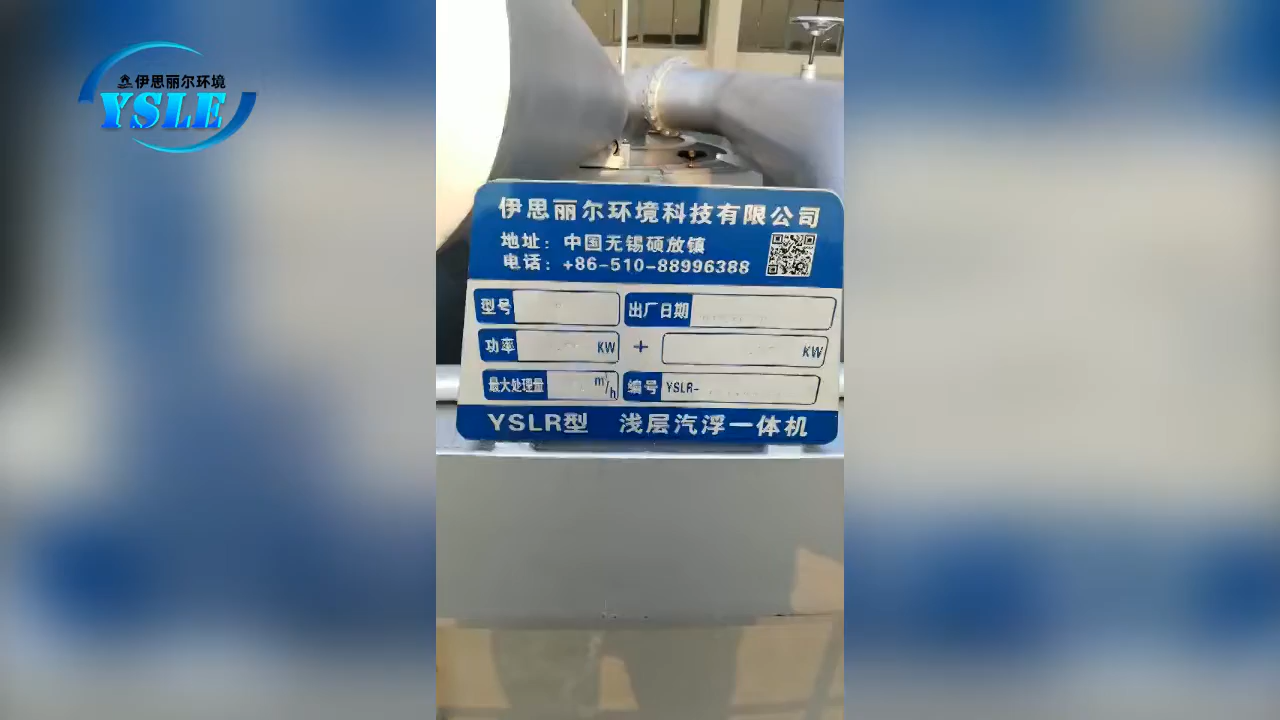 伊思丽尔环境
YSLE
伊思丽尔环境科技有限公司
地址：中国无锡硕放镇
电话：+86-510-88996388
型号 出厂日期
功率 KW + KW
最大处理量 m³/h 编号 YSLR-
YSLR型 浅层汽浮一体机